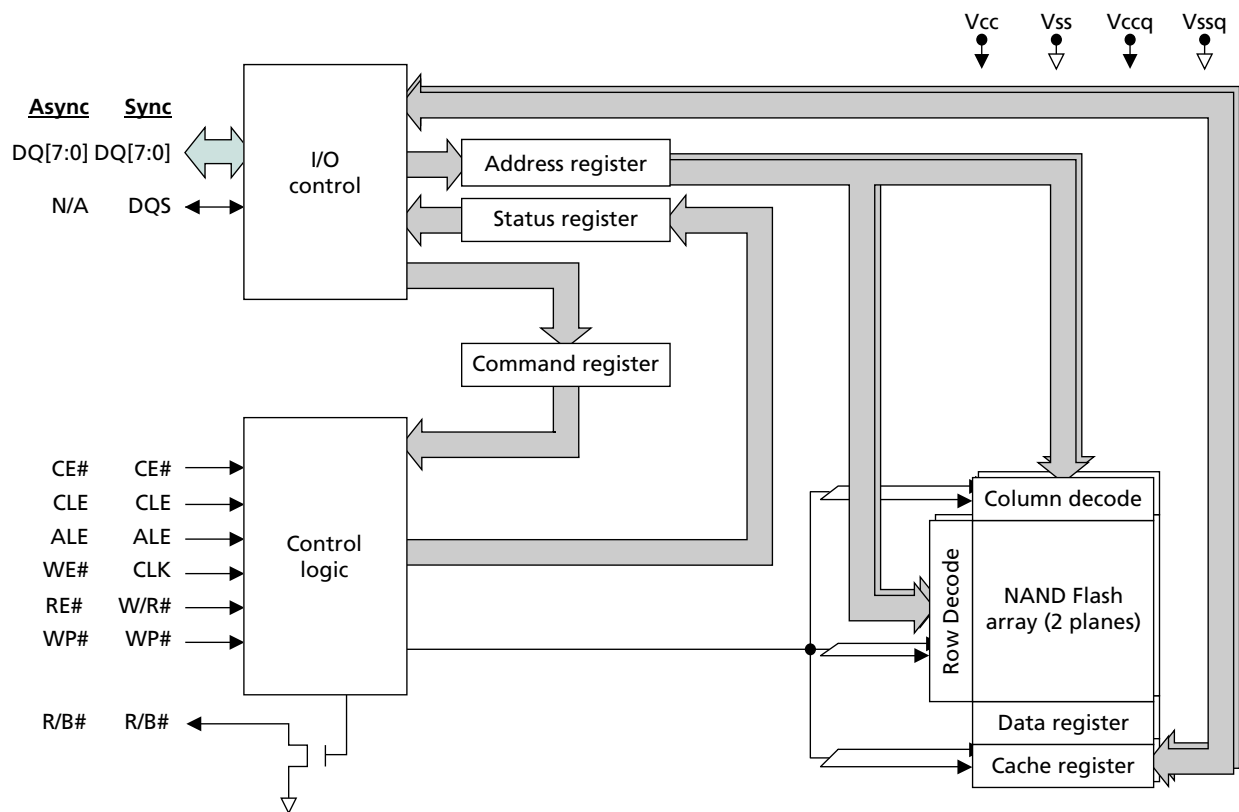 Vcc Vss Vccq Vssq
Async Sync
DQ[7:0] DQ[7:0]
N/A DQS
I/O
control
Address register
Status register
Command register
CE# CE#
CLE CLE
ALE ALE
WE# CLK
RE# W/R#
WP# WP#
R/B# R/B#
Control
logic
Column decode
Row Decode
NAND Flash
array (2 planes)
Data register
Cache register